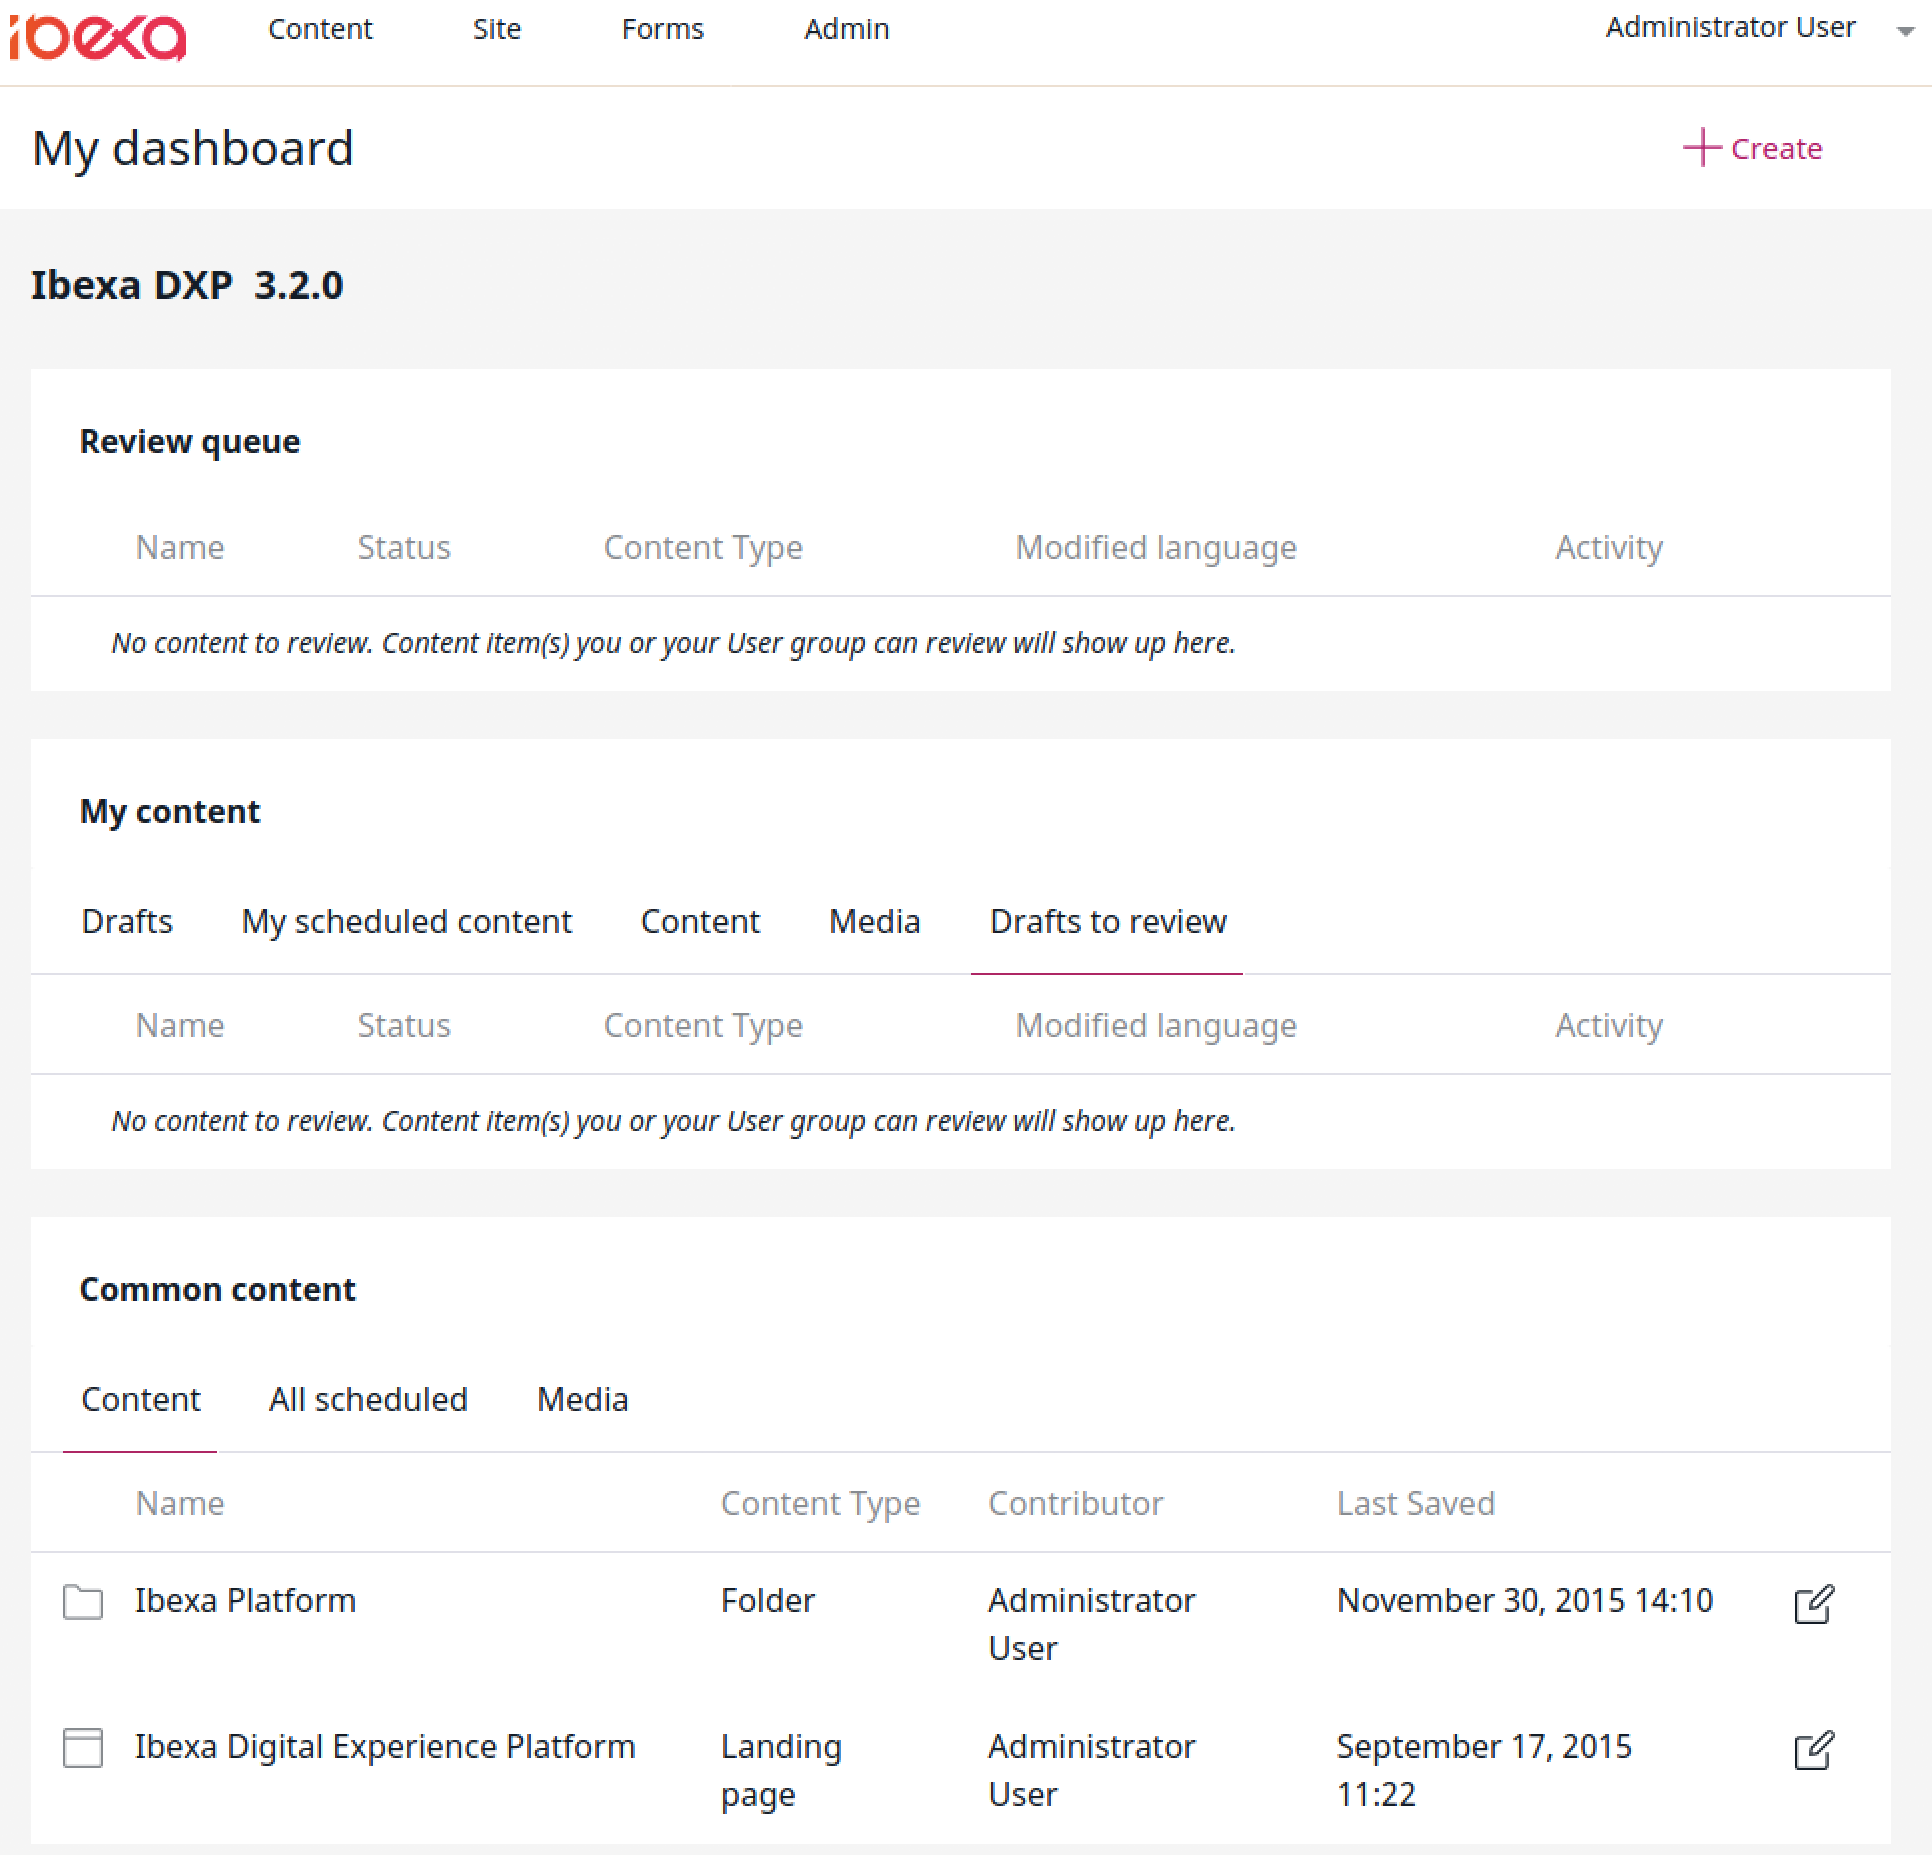 ibexa Content Site Forms Admin Administrator User
My dashboard Create
Ibexa DXP 3.2.0
Review queue
Name Status Content Type Modified language Activity
No content to review. Content item(s) you or your User group can review will show up here.
My content
Drafts My scheduled content Content Media Drafts to review
Name Status Content Type Modified language Activity
No content to review. Content item(s) you or your User group can review will show up here.
Common content
Content All scheduled Media
Name Content Type Contributor Last Saved
Ibexa Platform Folder Administrator November 30, 2015 14:10
User
Ibexa Digital Experience Platform Landing Administrator September 17, 2015
page User 11:22